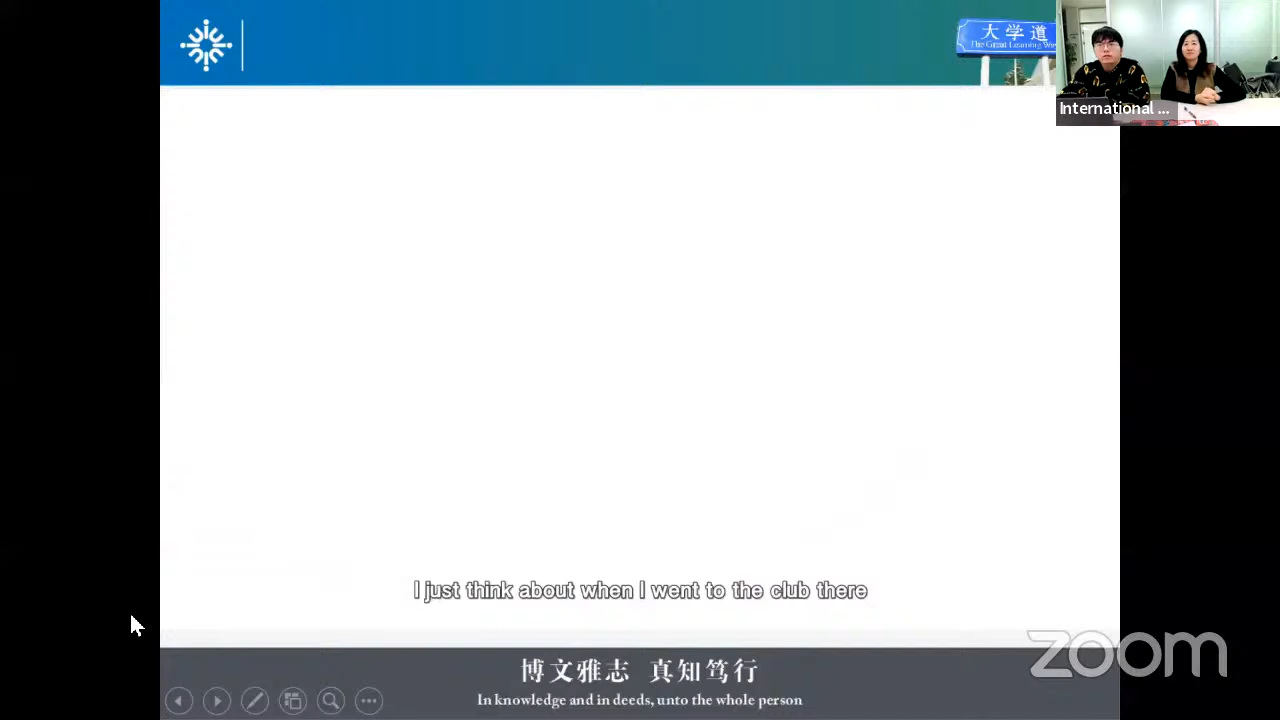 大学道
The Great Learning Way
International ...
I just think about when I went to the club there
zoom
博文雅志 真知笃行
In knowledge and in deeds, unto the whole person